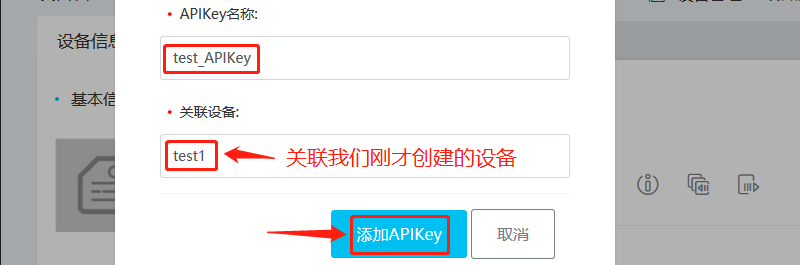 APIKey名称:
设备信息
test_APIKey
基本信
关联设备:
test1
关联我们刚才创建的设备
添加APIKey
取消